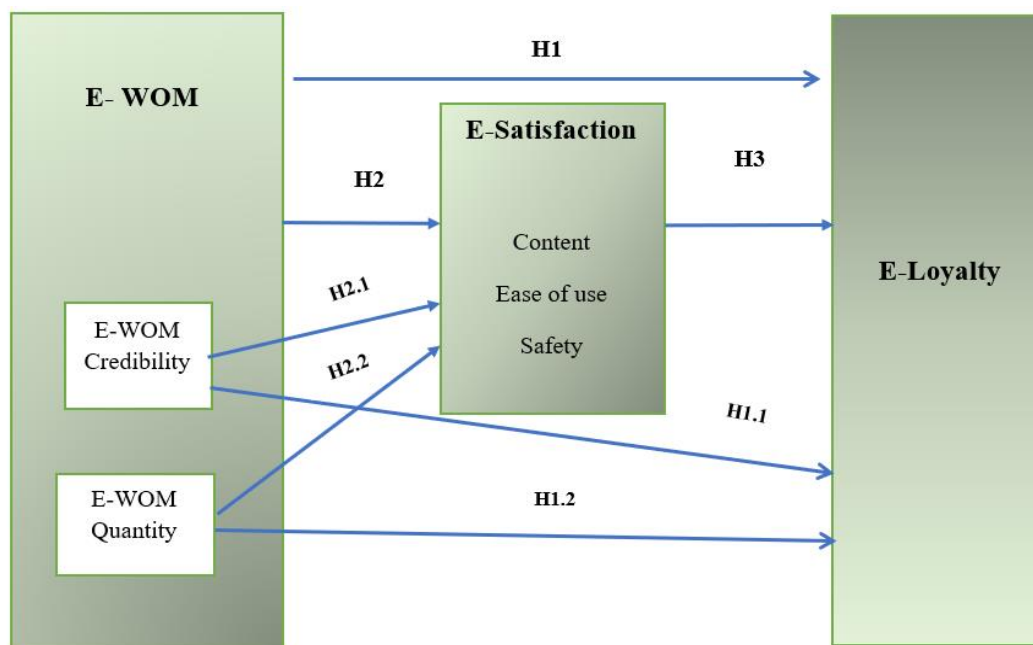 H1
E- WOM
E-Satisfaction
H2
H3
Content
E-Loyalty
H2.1
Ease of use
E-WOM
Credibility
H2.2
Safety
H1.1
E-WOM
Quantity
H1.2